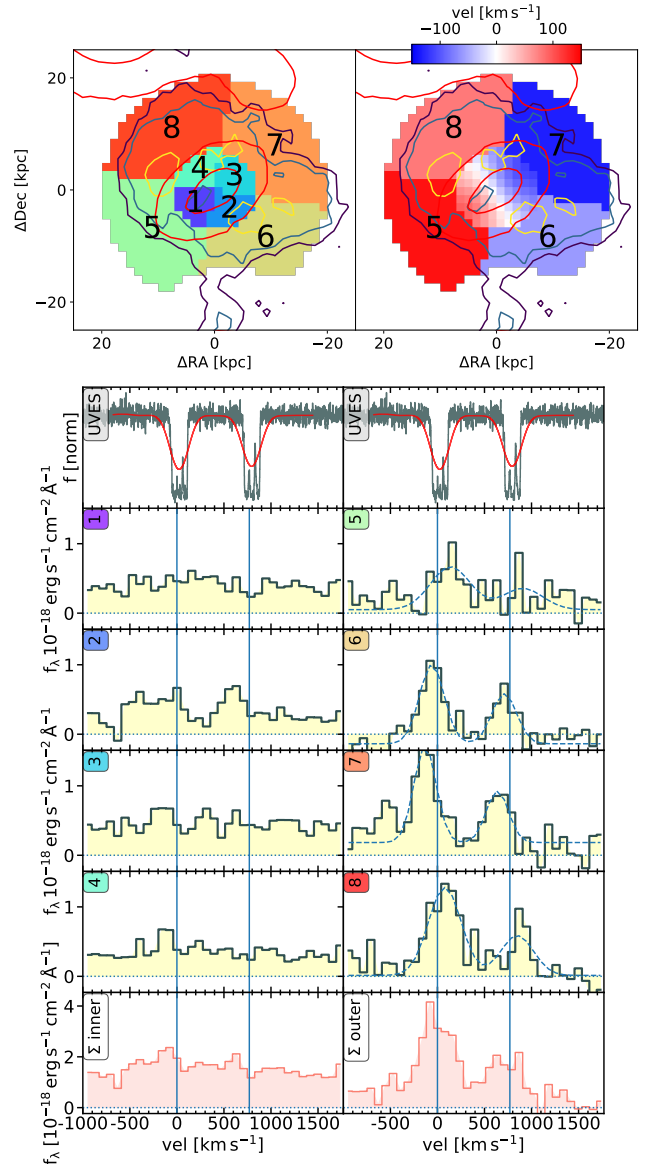 vel [km s⁻¹]
−100 0 100
20
0
−20
ΔDec [kpc]
8
7
4
3
1
2
5
6
8
7
5
6
20 0 −20
20 0 −20
ΔRA [kpc]
ΔRA [kpc]
f [norm]
UVES
UVES
f_λ 10⁻¹⁸ erg s⁻¹ cm⁻² Å⁻¹
1
0
1
5
1
0
2
6
f_λ 10⁻¹⁸ erg s⁻¹ cm⁻² Å⁻¹
1
0
3
7
1
0
4
8
f_λ [10⁻¹⁸ erg s⁻¹ cm⁻² Å⁻¹]
4
2
0
Σ inner
Σ outer
-1000 -500 0 500 1000
-500 0 500 1000 1500
vel [km s⁻¹]
vel [km s⁻¹]